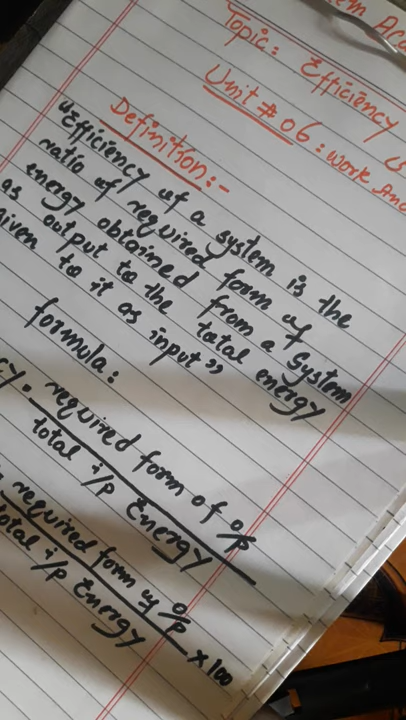 Topic: Efficiency
Unit # 06: Work And
Definition:-
"Efficiency of a system is the
ratio of required form of
energy obtained from a System
as output to the total energy
given to it as input"
formula:
required form of o/p
total i/p Energy
required form of o/p
total i/p Energy × 100